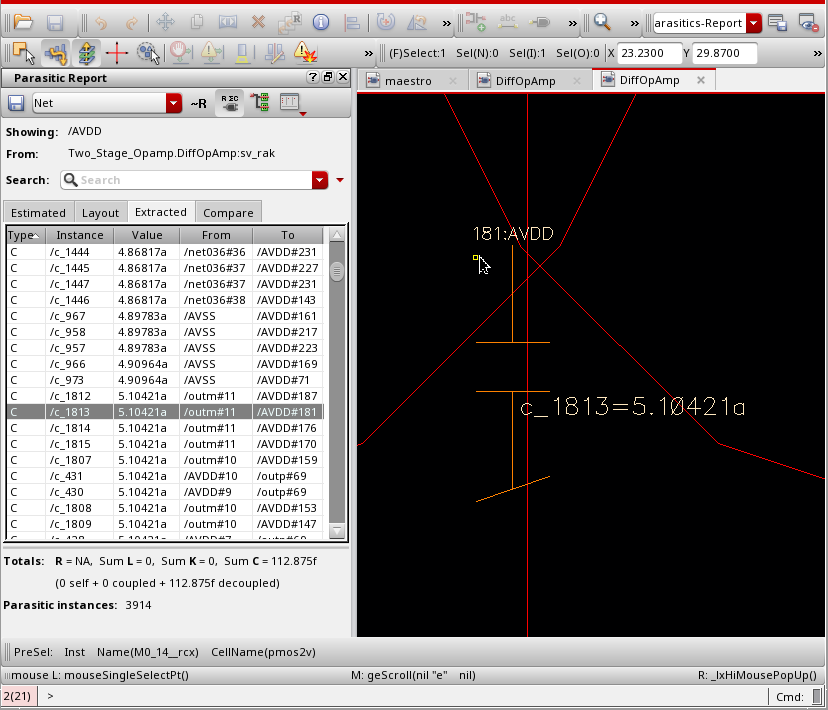 abc
»
»
»
arasitics-Report
»
»
(F)Select:1 Sel(N):0 Sel(I):1 Sel(O):0 X 23.2300 Y 29.8700
»
Parasitic Report
?
maestro
DiffOpAmp
DiffOpAmp
Net
~R
R
Showing: /AVDD
From: Two_Stage_Opamp.DiffOpAmp:sv_rak
Search: Search
Estimated Layout Extracted Compare
Type Instance Value From To
C /c_1444 4.86817a /net036#36 /AVDD#231
C /c_1445 4.86817a /net036#37 /AVDD#227
C /c_1447 4.86817a /net036#37 /AVDD#231
C /c_1446 4.86817a /net036#38 /AVDD#143
C /c_967 4.89783a /AVSS /AVDD#161
C /c_958 4.89783a /AVSS /AVDD#217
C /c_957 4.89783a /AVSS /AVDD#223
C /c_966 4.90964a /AVSS /AVDD#169
C /c_973 4.90964a /AVSS /AVDD#71
C /c_1812 5.10421a /outm#11 /AVDD#187
C /c_1813 5.10421a /outm#11 /AVDD#181
C /c_1814 5.10421a /outm#11 /AVDD#176
C /c_1815 5.10421a /outm#11 /AVDD#170
C /c_1807 5.10421a /outm#10 /AVDD#159
C /c_431 5.10421a /AVDD#10 /outp#69
C /c_430 5.10421a /AVDD#9 /outp#69
C /c_1808 5.10421a /outm#10 /AVDD#153
C /c_1809 5.10421a /outm#10 /AVDD#147
Totals: R = NA, Sum L = 0, Sum K = 0, Sum C = 112.875f
(0 self + 0 coupled + 112.875f decoupled)
Parasitic instances: 3914
181:AVDD
c_1813=5.10421a
PreSel: Inst Name(M0_14__rcx) CellName(pmos2v)
mouse L: mouseSingleSelectPt() M: geScroll(nil "e" nil) R: _lxHiMousePopUp()
2(21) > Cmd: